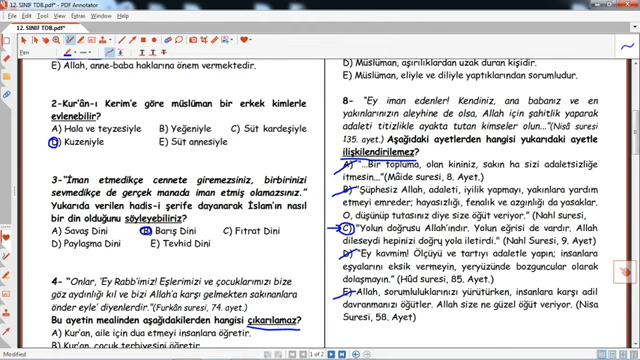 12. SINIF TDB.pdf* - PDF Annotator
File Edit Insert Tool Extras Window Help
Pen
12. SINIF TDB.pdf*
E) Allah, anne-baba haklarına önem vermektedir.
2-Kur'ân-ı Kerim'e göre müslüman bir erkek kimlerle
evlenebilir?
A) Hala ve teyzesiyle B) Yeğeniyle C) Süt kardeşiyle
Kuzeniyle E) Süt annesiyle
3-"İman etmedikçe cennete giremezsiniz, birbirinizi
sevmedikçe de gerçek manada iman etmiş olamazsınız."
Yukarıda verilen hadis-i şerife dayanarak İslam'ın nasıl
bir din olduğunu söyleyebiliriz?
A) Savaş Dini B) Barış Dini C) Fıtrat Dini
D) Paylaşma Dini E) Tevhid Dini
4- "Onlar, 'Ey Rabb'imiz! Eşlerimizi ve çocuklarımızı bize
göz aydınlığı kıl ve bizi Allah'a karşı gelmekten sakınanlara
önder eyle' diyenlerdir." (Furkân suresi, 74. ayet.)
Bu ayetin mealinden aşağıdakilerden hangisi çıkarılamaz?
A) Kur'an, aile için dua etmeyi insanlara öğretir.
B) Kur'an, çocuk terbiyesini öğretir.
D) Müslüman, aşırılıklardan uzak duran kişidir.
E) Müslüman, eliyle ve diliyle yaptıklarından sorumludur.
8- "Ey iman edenler! Kendiniz, ana babanız ve en
yakınlarınızın aleyhine de olsa, Allah için şahitlik yaparak
adaleti titizlikle ayakta tutan kimseler olun..." (Nisâ suresi
135. ayet.) Aşağıdaki ayetlerden hangisi yukarıdaki ayetle
ilişkilendirilemez?
A) "...Bir topluma, olan kininiz, sakın ha sizi adaletsizliğe
itmesin..." (Mâide suresi, 8. Ayet.)
B) "Şüphesiz Allah, adaleti, iyilik yapmayı, yakınlara yardım
etmeyi emreder; hayasızlığı, fenalık ve azgınlığı da yasaklar.
O, düşünüp tutasınız diye size öğüt veriyor." (Nahl suresi,
C) "Yolun doğrusu Allah'ındır. Yolun eğrisi de vardır. Allah
dileseydi hepinizi doğru yola iletirdi." (Nahl Suresi, 9. Ayet)
D) "Ey kavmim! Ölçüyü ve tartıyı adaletle yapın; insanlara
eşyalarını eksik vermeyin, yeryüzünde bozguncular olarak
dolaşmayın." (Hûd suresi, 85. Ayet.)
E) Allah, sorumluluklarınızı yürütürken, insanlara karşı adil
davranmanızı öğütler. Allah size ne güzel öğüt veriyor. (Nisa
Suresi, 58. Ayet)
1 of 2